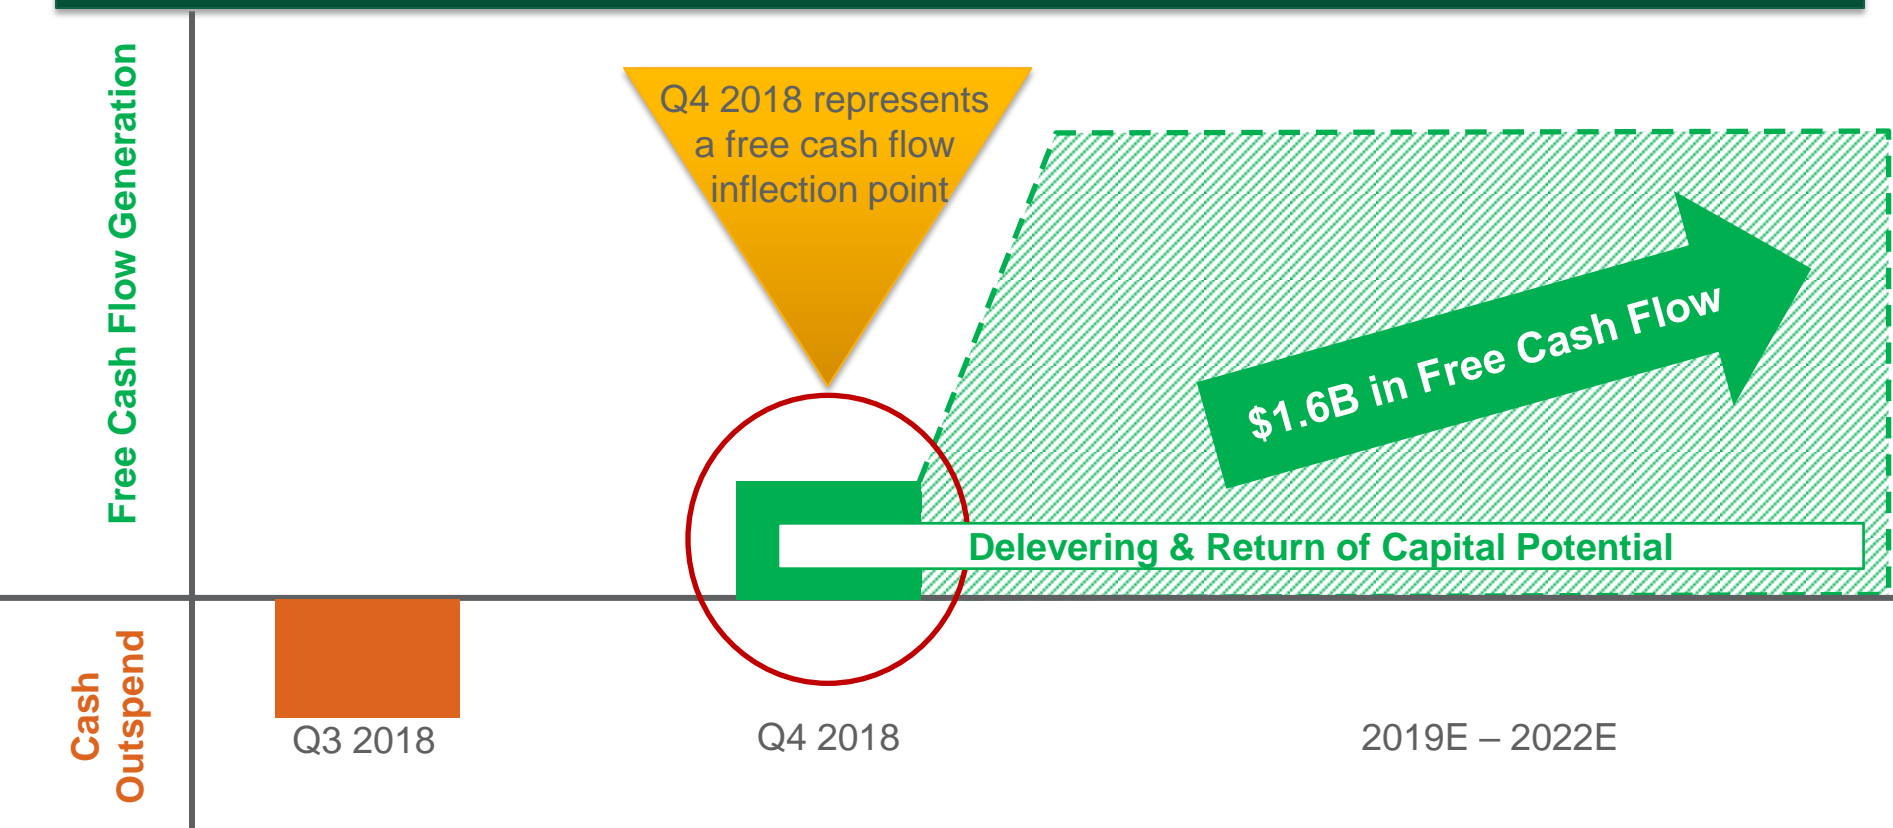 Free Cash Flow Generation
Q4 2018 represents
a free cash flow
inflection point
$1.6B in Free Cash Flow
Delevering & Return of Capital Potential
Cash
Outspend
Q3 2018
Q4 2018
2019E – 2022E